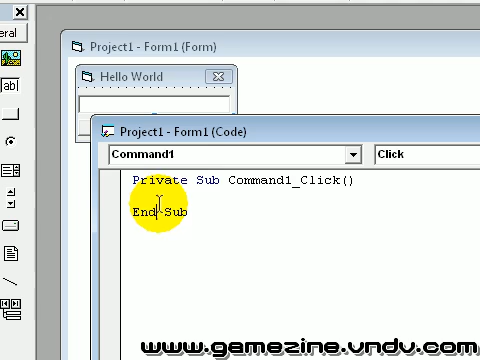 eral
Project1 - Form1 (Form)
ab
Hello World
Project1 - Form1 (Code)
Command1
Click
Private Sub Command1_Click()
End Sub
www.gamezine.vndv.com